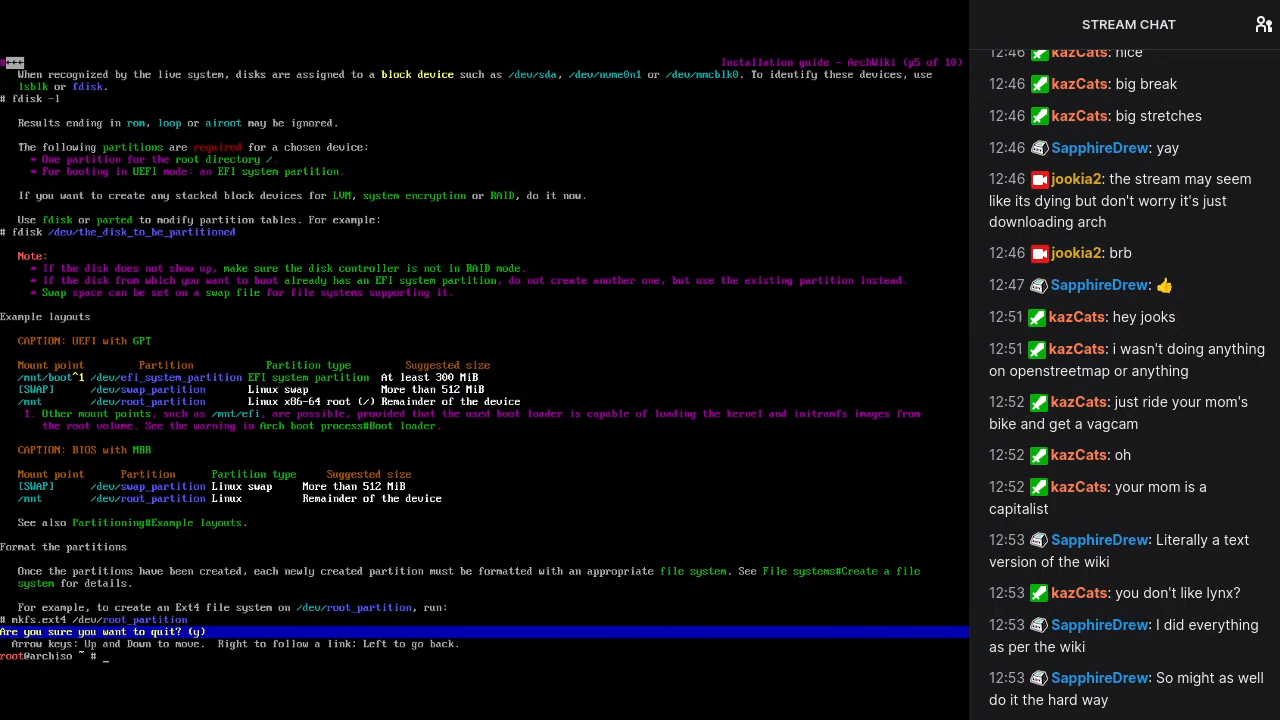 #+++ Installation guide - ArchWiki (p5 of 10)
When recognized by the live system, disks are assigned to a block device such as /dev/sda, /dev/nvme0n1 or /dev/mmcblk0. To identify these devices, use
lsblk or fdisk.
# fdisk -l
Results ending in rom, loop or airoot may be ignored.
The following partitions are required for a chosen device:
* One partition for the root directory /.
* For booting in UEFI mode: an EFI system partition.
If you want to create any stacked block devices for LVM, system encryption or RAID, do it now.
Use fdisk or parted to modify partition tables. For example:
# fdisk /dev/the_disk_to_be_partitioned
Note:
* If the disk does not show up, make sure the disk controller is not in RAID mode.
* If the disk from which you want to boot already has an EFI system partition, do not create another one, but use the existing partition instead.
* Swap space can be set on a swap file for file systems supporting it.
Example layouts
CAPTION: UEFI with GPT
Mount point Partition Partition type Suggested size
/mnt/boot^1 /dev/efi_system_partition EFI system partition At least 300 MiB
[SWAP] /dev/swap_partition Linux swap More than 512 MiB
/mnt /dev/root_partition Linux x86-64 root (/) Remainder of the device
1. Other mount points, such as /mnt/efi, are possible, provided that the used boot loader is capable of loading the kernel and initramfs images from
the root volume. See the warning in Arch boot process#Boot loader.
CAPTION: BIOS with MBR
Mount point Partition Partition type Suggested size
[SWAP] /dev/swap_partition Linux swap More than 512 MiB
/mnt /dev/root_partition Linux Remainder of the device
See also Partitioning#Example layouts.
Format the partitions
Once the partitions have been created, each newly created partition must be formatted with an appropriate file system. See File systems#Create a file
system for details.
For example, to create an Ext4 file system on /dev/root_partition, run:
# mkfs.ext4 /dev/root_partition
Are you sure you want to quit? (y)
Arrow keys: Up and Down to move. Right to follow a link; Left to go back.
root@archiso ~ # _
STREAM CHAT
12:46 kazCats: nice
12:46 kazCats: big break
12:46 kazCats: big stretches
12:46 SapphireDrew: yay
12:46 jookia2: the stream may seem
like its dying but don't worry it's just
downloading arch
12:46 jookia2: brb
12:47 SapphireDrew: 👍
12:51 kazCats: hey jooks
12:51 kazCats: i wasn't doing anything
on openstreetmap or anything
12:52 kazCats: just ride your mom's
bike and get a vagcam
12:52 kazCats: oh
12:52 kazCats: your mom is a
capitalist
12:53 SapphireDrew: Literally a text
version of the wiki
12:53 kazCats: you don't like lynx?
12:53 SapphireDrew: I did everything
as per the wiki
12:53 SapphireDrew: So might as well
do it the hard way